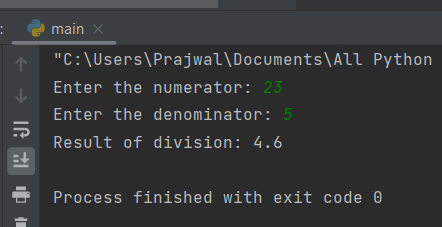 : main ×
"C:\Users\Prajwal\Documents\All Python
Enter the numerator: 23
Enter the denominator: 5
Result of division: 4.6
Process finished with exit code 0